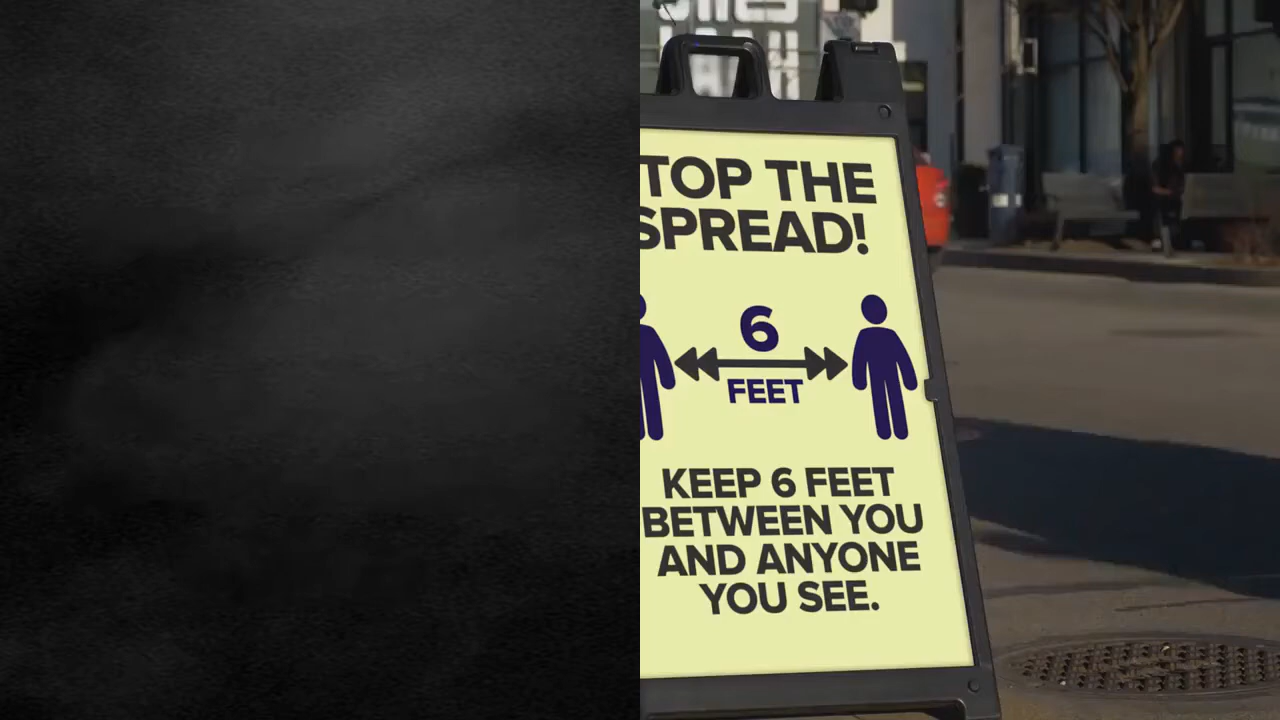 TOP THE
SPREAD!
6
FEET
KEEP 6 FEET
BETWEEN YOU
AND ANYONE
YOU SEE.